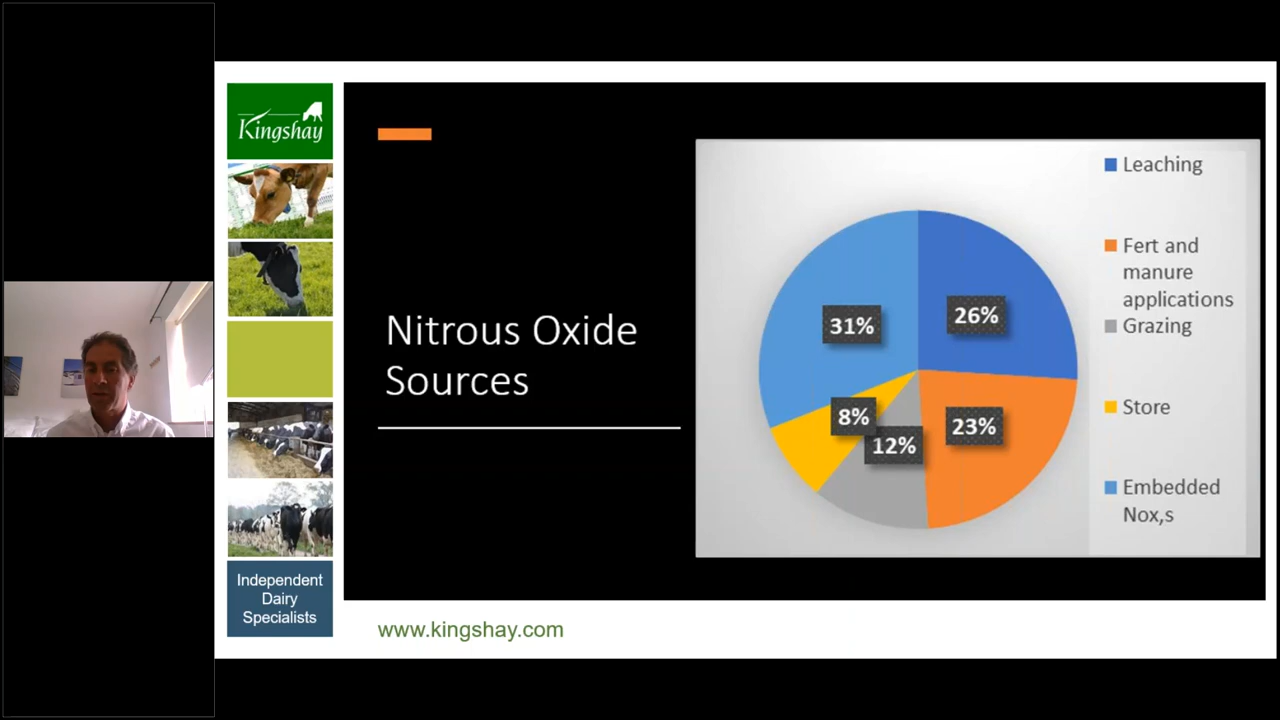 Kingshay
Nitrous Oxide
Sources
31%
26%
8%
12%
23%
Leaching
Fert and
manure
applications
Grazing
Store
Embedded
Nox,s
Independent
Dairy
Specialists
www.kingshay.com